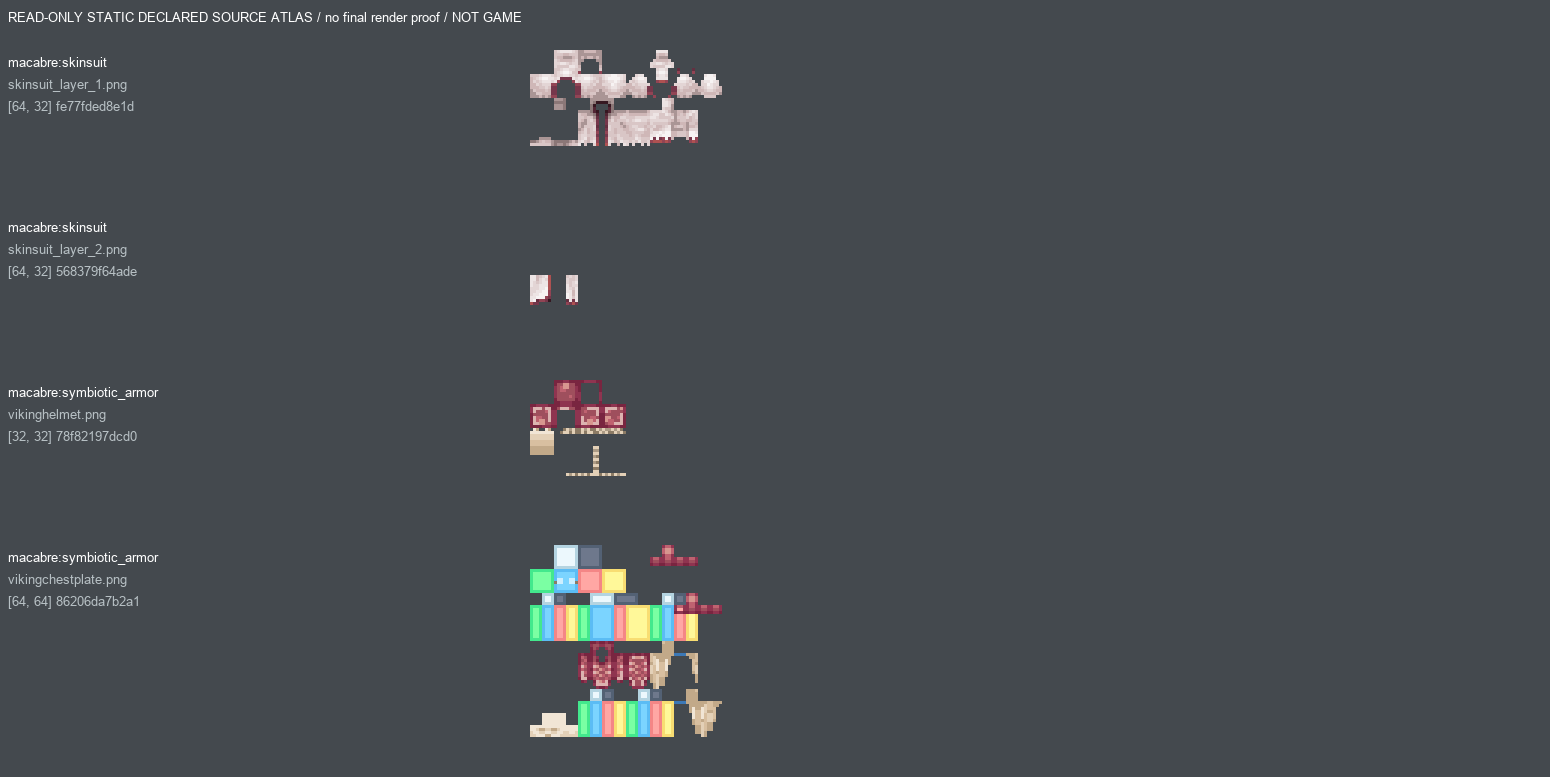 READ-ONLY STATIC DECLARED SOURCE ATLAS / no final render proof / NOT GAME
macabre:skinsuit
skinsuit_layer_1.png
[64, 32] fe77fded8e1d
macabre:skinsuit
skinsuit_layer_2.png
[64, 32] 568379f64ade
macabre:symbiotic_armor
vikinghelmet.png
[32, 32] 78f82197dcd0
macabre:symbiotic_armor
vikingchestplate.png
[64, 64] 86206da7b2a1